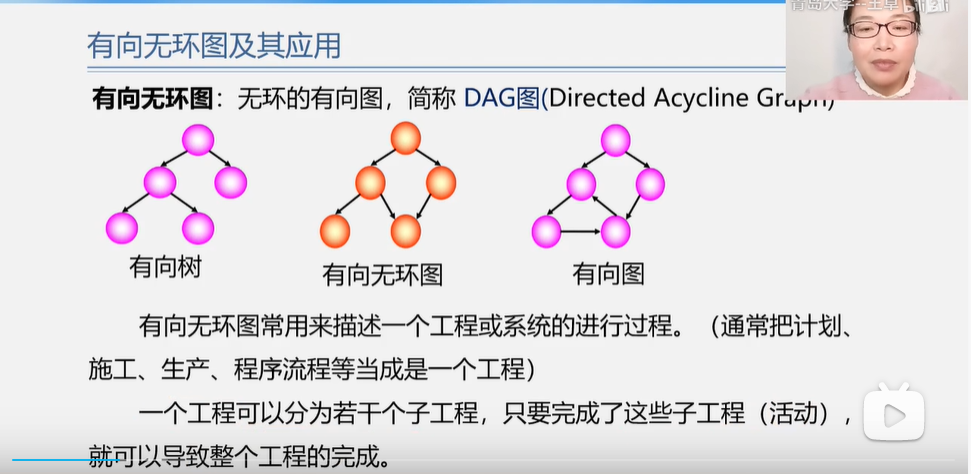 青岛大学--王卓
有向无环图及其应用
有向无环图：无环的有向图，简称 DAG图(Directed Acycline Graph)
有向树
有向无环图
有向图
有向无环图常用来描述一个工程或系统的进行过程。（通常把计划、
施工、生产、程序流程等当成是一个工程）
一个工程可以分为若干个子工程，只要完成了这些子工程（活动），
就可以导致整个工程的完成。